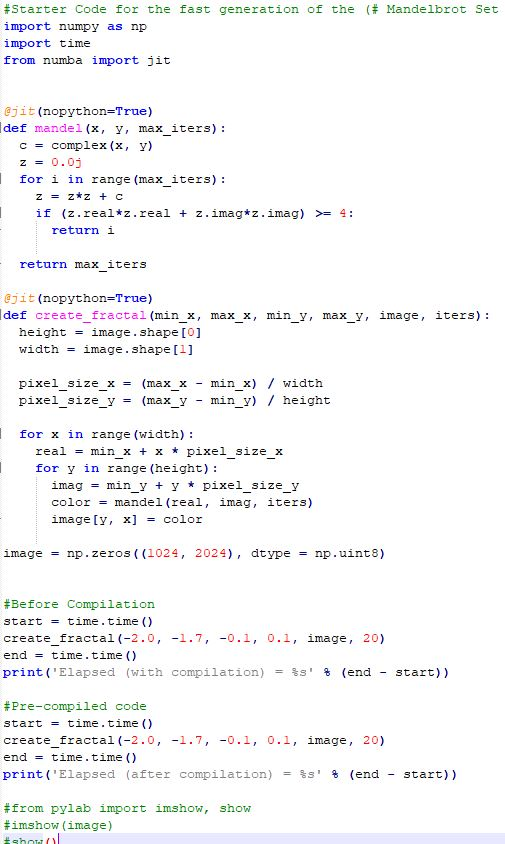 #Starter Code for the fast generation of the (# Mandelbrot Set
import numpy as np
import time
from numba import jit
@jit(nopython=True)
def mandel(x, y, max_iters):
  c = complex(x, y)
  z = 0.0j
  for i in range(max_iters):
    z = z*z + c
    if (z.real*z.real + z.imag*z.imag) >= 4:
      return i
  return max_iters
@jit(nopython=True)
def create_fractal(min_x, max_x, min_y, max_y, image, iters):
  height = image.shape[0]
  width = image.shape[1]
  pixel_size_x = (max_x - min_x) / width
  pixel_size_y = (max_y - min_y) / height
  for x in range(width):
    real = min_x + x * pixel_size_x
    for y in range(height):
      imag = min_y + y * pixel_size_y
      color = mandel(real, imag, iters)
      image[y, x] = color
image = np.zeros((1024, 2024), dtype = np.uint8)
#Before Compilation
start = time.time()
create_fractal(-2.0, -1.7, -0.1, 0.1, image, 20)
end = time.time()
print('Elapsed (with compilation) = %s' % (end - start))
#Pre-compiled code
start = time.time()
create_fractal(-2.0, -1.7, -0.1, 0.1, image, 20)
end = time.time()
print('Elapsed (after compilation) = %s' % (end - start))
#from pylab import imshow, show
#imshow(image)
#show()